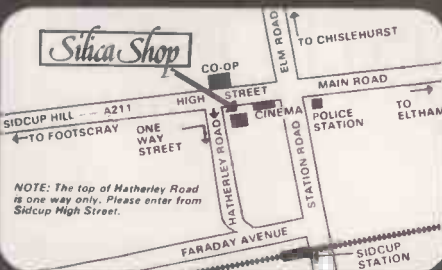 Silica Shop
CO-OP
ELM ROAD
TO CHISLEHURST
MAIN ROAD
HIGH STREET
SIDCUP HILL - A211
TO FOOTSCRAY
ONE
WAY
STREET
HATHERLEY ROAD
CINEMA
STATION ROAD
POLICE
STATION
TO
ELTHAM
NOTE: The top of Hatherley Road
is one way only. Please enter from
Sidcup High Street.
FARADAY AVENUE
SIDCUP
STATION